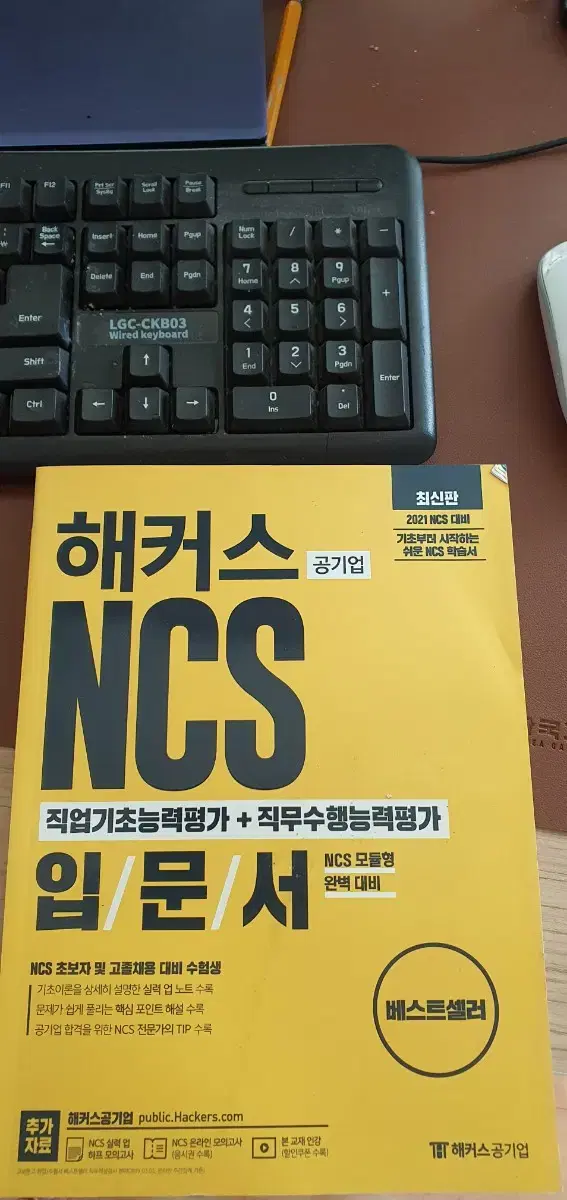 F11
F12
Prt Scr
SysRq
Scroll
Lock
Pause
Break
₩
Back
Space
←
Insert
Home
Pgup
Num
Lock
/
*
-
Enter
Delete
End
Pgdn
7
Home
8
9
Pgup
+
LGC-CKB03
Wired keyboard
4
5
6
Shift
↑
1
End
2
3
Pgdn
Enter
Ctrl
←
↓
→
0
Ins
.
Del
최신판
2021 NCS 대비
기초부터 시작하는
쉬운 NCS 학습서
해커스 공기업
NCS
직업기초능력평가 + 직무수행능력평가
입/문/서
NCS 모듈형
완벽 대비
NCS 초보자 및 고졸채용 대비 수험생
기초이론을 상세히 설명한 실력 업 노트 수록
문제가 쉽게 풀리는 핵심 포인트 해설 수록
공기업 합격을 위한 NCS 전문가의 TIP 수록
베스트셀러
추가
자료
해커스공기업 public.Hackers.com
NCS 실력 업
하프 모의고사
NCS 온라인 모의고사
(응시권 수록)
본 교재 인강
(할인쿠폰 수록)
해커스공기업